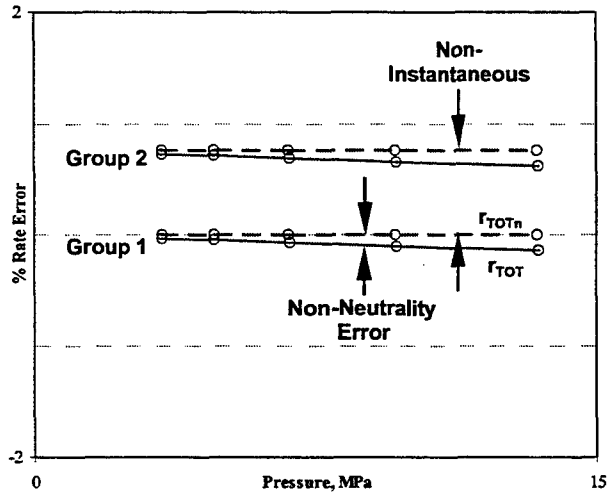 2
Non-
Instantaneous
Group 2
% Rate Error
r_TOTn
Group 1
r_TOT
Non-Neutrality
Error
-2
0
Pressure, MPa
15